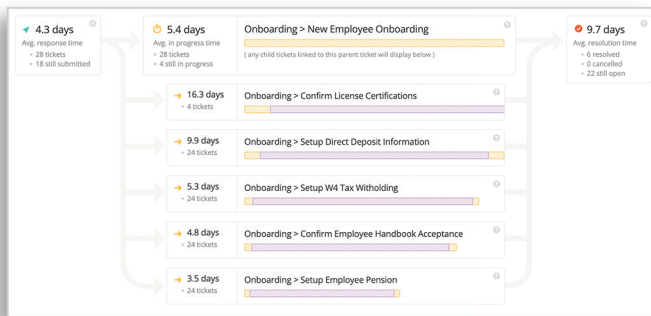 4.3 days
Avg. response time
28 tickets
18 still submitted
5.4 days
Avg. in progress time
28 tickets
4 still in progress
Onboarding > New Employee Onboarding
( any child tickets linked to this parent ticket will display below )
9.7 days
Avg. resolution time
6 resolved
0 cancelled
22 still open
16.3 days
4 tickets
Onboarding > Confirm License Certifications
9.9 days
24 tickets
Onboarding > Setup Direct Deposit Information
5.3 days
24 tickets
Onboarding > Setup W4 Tax Witholding
4.8 days
24 tickets
Onboarding > Confirm Employee Handbook Acceptance
3.5 days
24 tickets
Onboarding > Setup Employee Pension